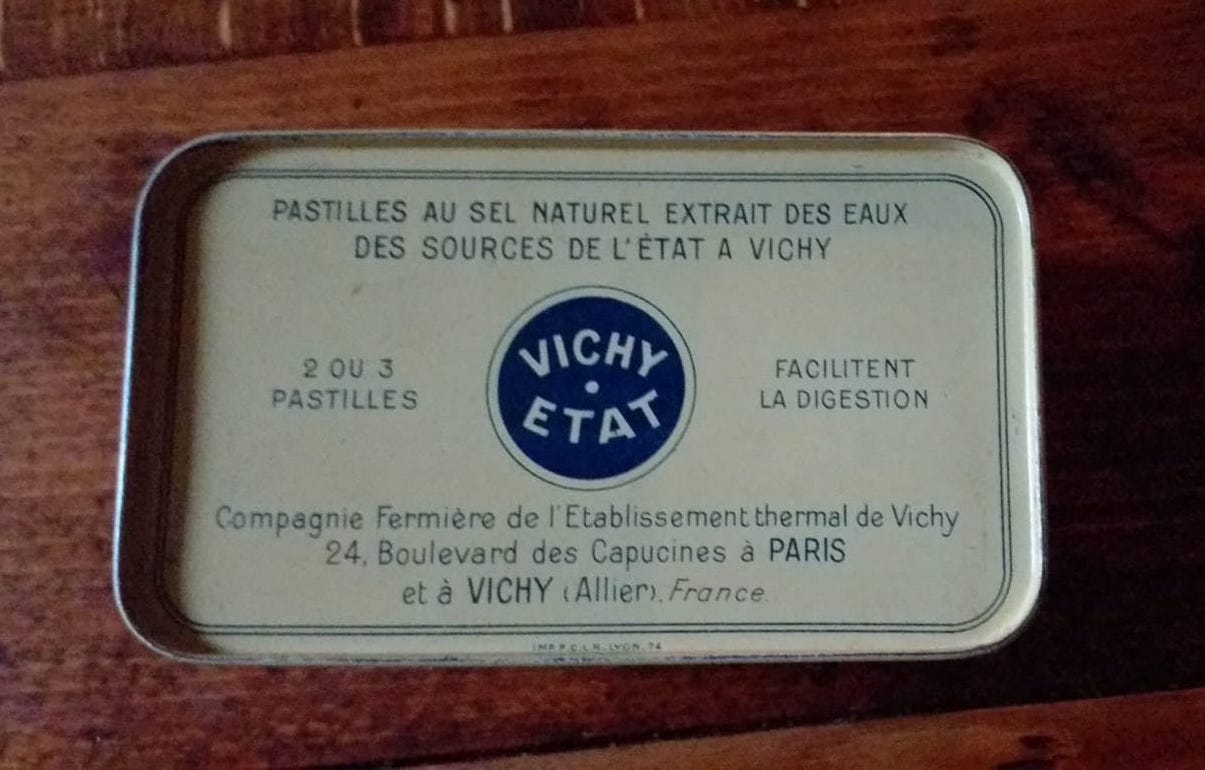 PASTILLES AU SEL NATUREL EXTRAIT DES EAUX
DES SOURCES DE L'ÉTAT A VICHY
2 OU 3
PASTILLES
VICHY
ETAT
FACILITENT
LA DIGESTION
Compagnie Fermière de l'Etablissement thermal de Vichy
24, Boulevard des Capucines à PARIS
et à VICHY (Allier). France.
LYON